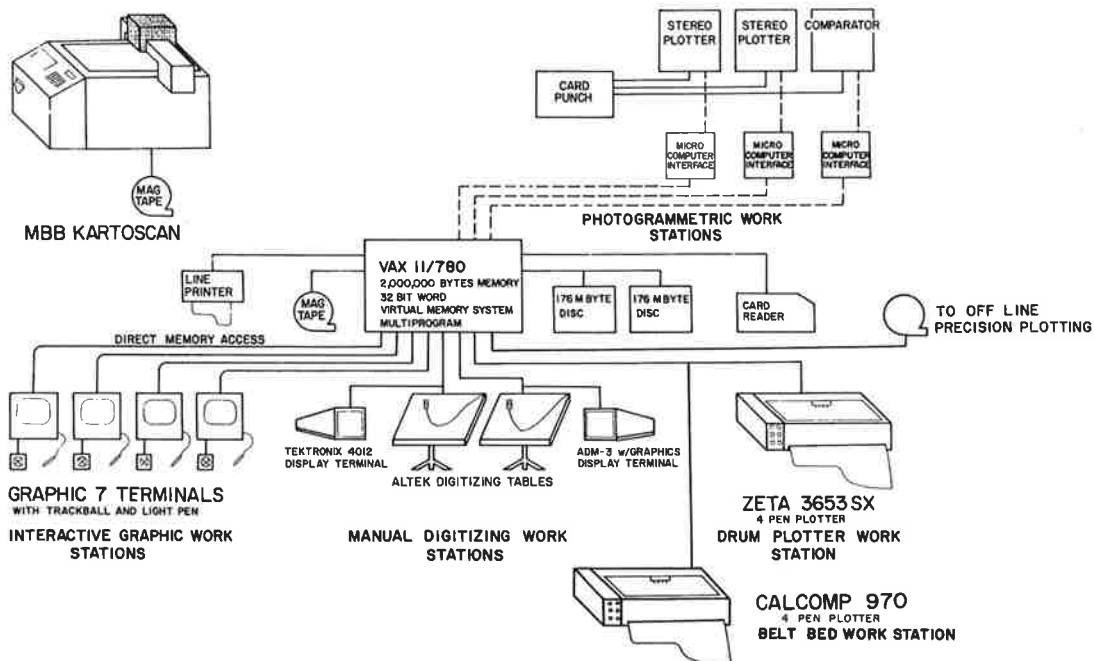 STEREO
PLOTTER
STEREO
PLOTTER
COMPARATOR
CARD
PUNCH
MICRO
COMPUTER
INTERFACE
MICRO
COMPUTER
INTERFACE
MICRO
COMPUTER
INTERFACE
PHOTOGRAMMETRIC WORK
STATIONS
MAG
TAPE
MBB KARTOSCAN
LINE
PRINTER
MAG
TAPE
VAX 11/780
2,000,000 BYTES MEMORY
32 BIT WORD
VIRTUAL MEMORY SYSTEM
MULTIPROGRAM
176 M BYTE
DISC
176 M BYTE
DISC
CARD
READER
TO OFF LINE
PRECISION PLOTTING
DIRECT MEMORY ACCESS
TEKTRONIX 4012
DISPLAY TERMINAL
ALTEK DIGITIZING TABLES
ADM-3 w/GRAPHICS
DISPLAY TERMINAL
GRAPHIC 7 TERMINALS
WITH TRACKBALL AND LIGHT PEN
INTERACTIVE GRAPHIC WORK
STATIONS
MANUAL DIGITIZING WORK
STATIONS
ZETA 3653 SX
4 PEN PLOTTER
DRUM PLOTTER WORK
STATION
CALCOMP 970
4 PEN PLOTTER
BELT BED WORK STATION